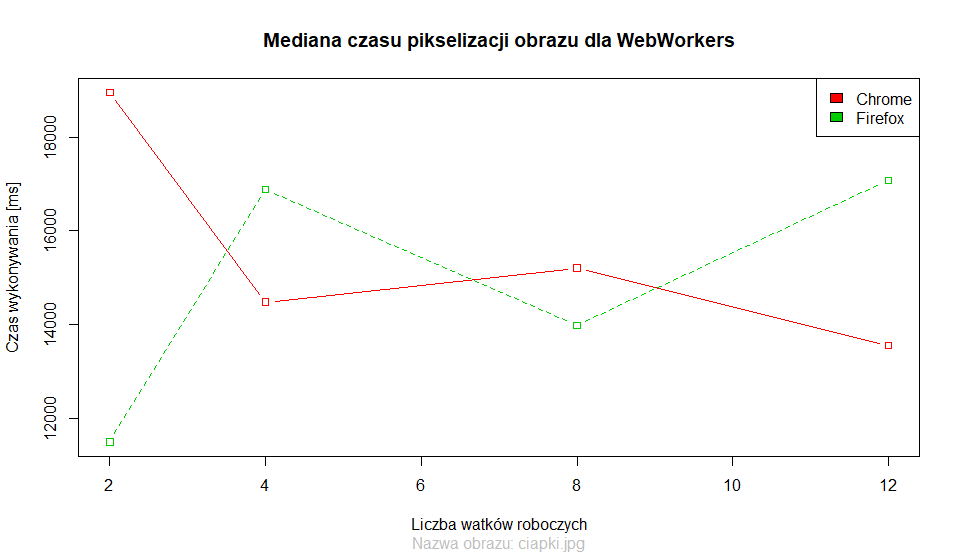 Mediana czasu pikselizacji obrazu dla WebWorkers
Chrome
Firefox
Czas wykonywania [ms]
18000
16000
14000
12000
2 4 6 8 10 12
Liczba watków roboczych
Nazwa obrazu: ciapki.jpg